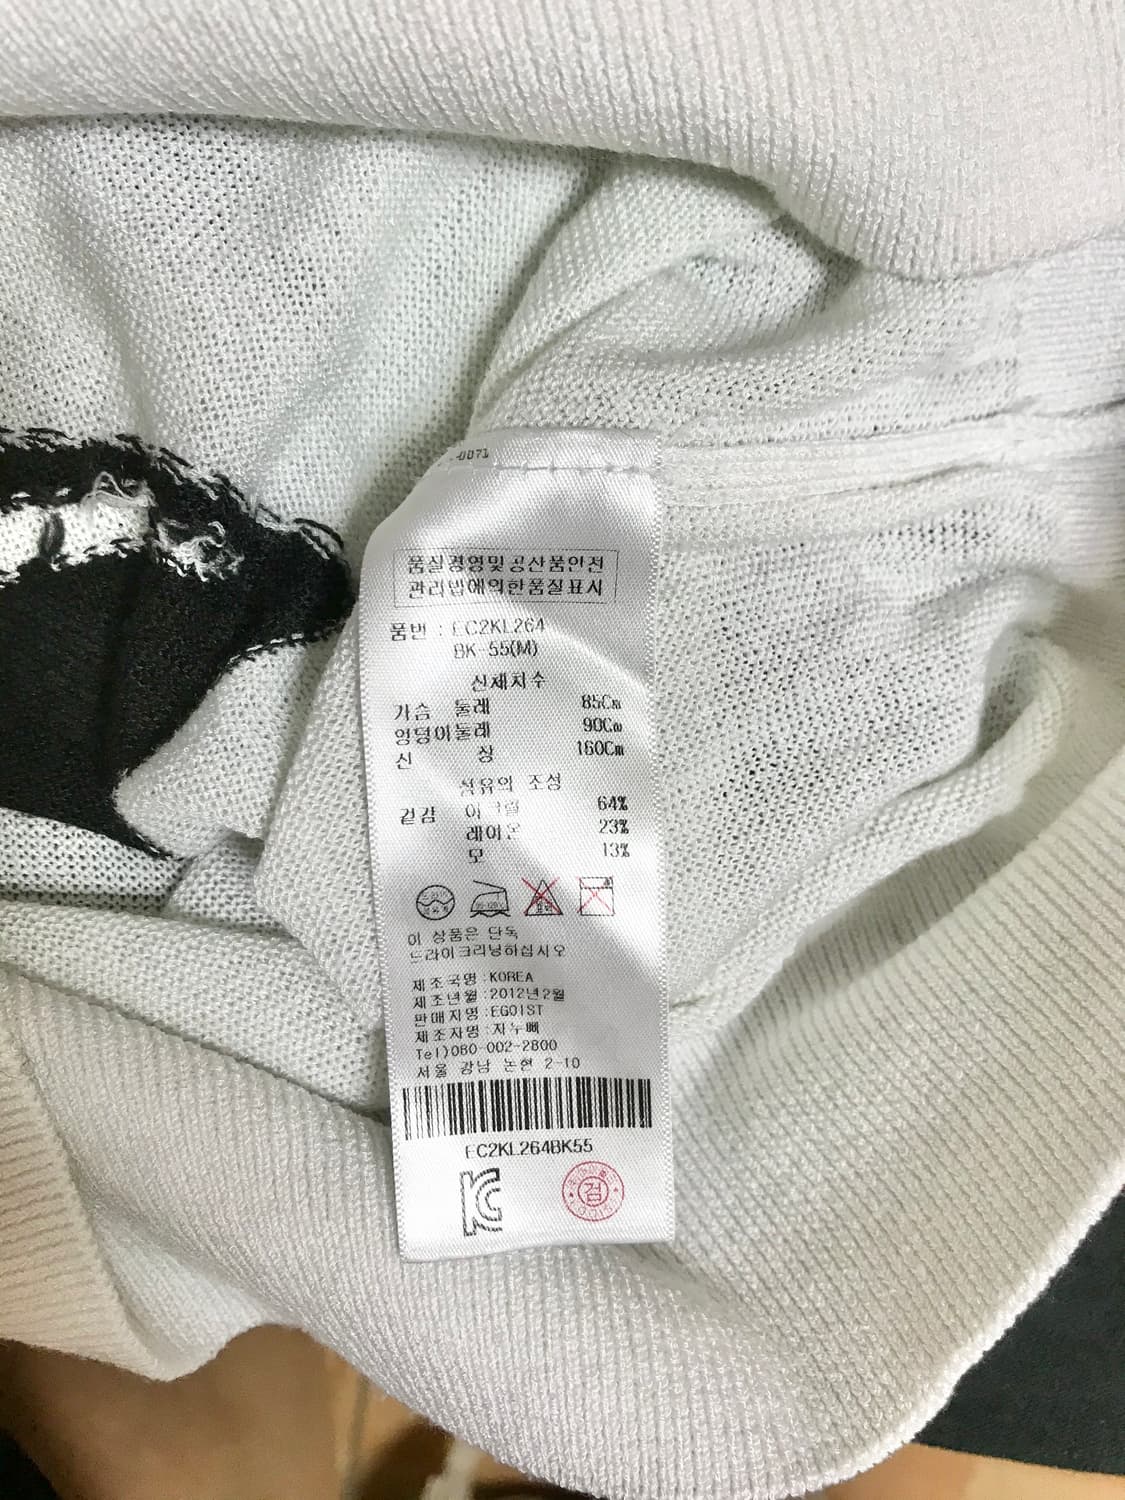 -0071
품질경영및공산품안전
관리법에의한품질표시
품번 : EC2KL264
BK-55(M)
신체치수
가슴 둘레 85Cm
엉덩이둘레 90Cm
신 장 160Cm
섬유의 조성
겉감 아크릴 64%
레이온 23%
모 13%
이 상품은 단독
드라이크리닝하십시오
제조국명:KOREA
제조년월:2012년2월
판매자명:EGOIST
제조자명:자누삐
Tel)080-002-2800
서울 강남 논현 2-10
EC2KL264BK55
KC
검